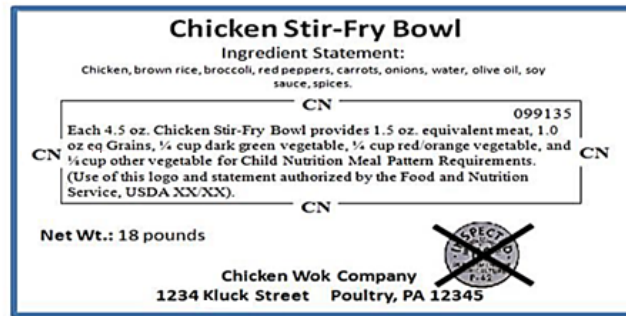 Chicken Stir-Fry Bowl
Ingredient Statement:
Chicken, brown rice, broccoli, red peppers, carrots, onions, water, olive oil, soy
sauce, spices.
CN
099135
Each 4.5 oz. Chicken Stir-Fry Bowl provides 1.5 oz. equivalent meat, 1.0
oz eq Grains, ¼ cup dark green vegetable, ¼ cup red/orange vegetable, and
CN CN
⅛ cup other vegetable for Child Nutrition Meal Pattern Requirements.
(Use of this logo and statement authorized by the Food and Nutrition
Service, USDA XX/XX).
CN
Net Wt.: 18 pounds
INSPECTED
P-42
Chicken Wok Company
1234 Kluck Street Poultry, PA 12345